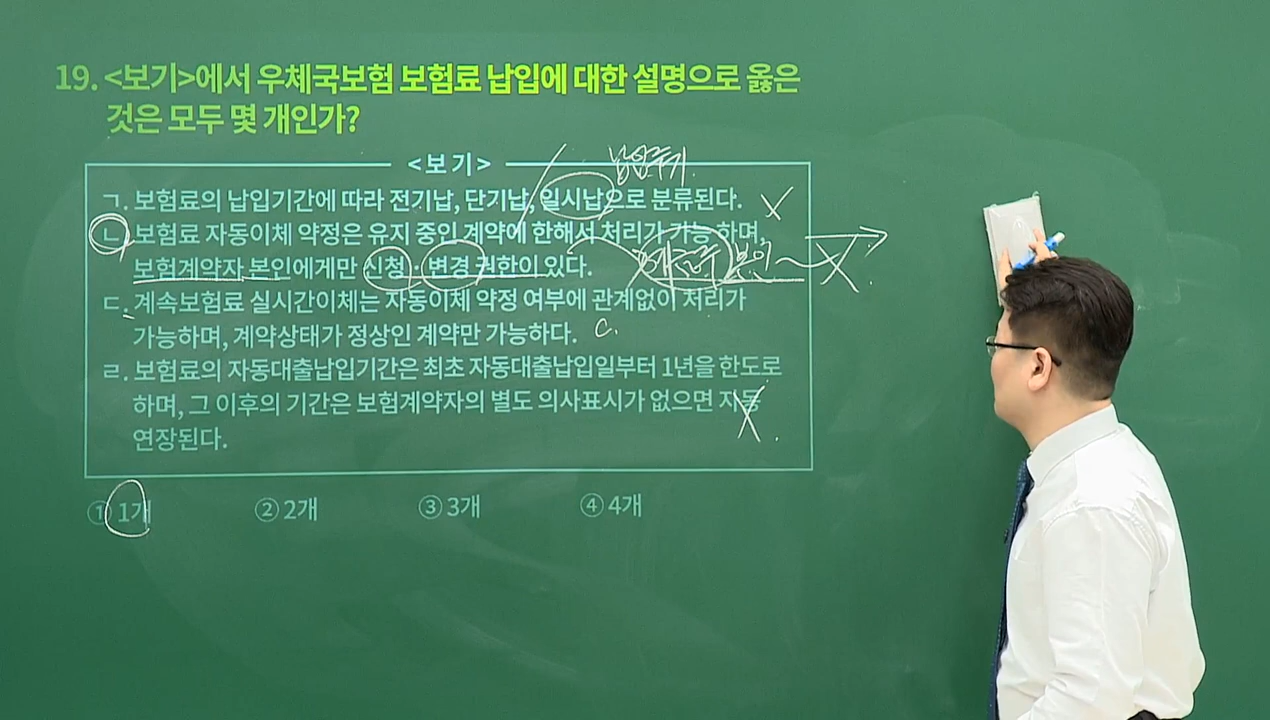 19. <보기>에서 우체국보험 보험료 납입에 대한 설명으로 옳은
것은 모두 몇 개인가?
<보기>
납입주기
ㄱ. 보험료의 납입기간에 따라 전기납, 단기납, 일시납으로 분류된다. X
ㄴ. 보험료 자동이체 약정은 유지 중인 계약에 한해서 처리가 가능하며,
보험계약자 본인에게만 신청·변경 권한이 있다. 예금주 본인 X
ㄷ. 계속보험료 실시간이체는 자동이체 약정 여부에 관계없이 처리가
가능하며, 계약상태가 정상인 계약만 가능하다.
ㄹ. 보험료의 자동대출납입기간은 최초 자동대출납입일부터 1년을 한도로
하며, 그 이후의 기간은 보험계약자의 별도 의사표시가 없으면 자동
연장된다. X
① 1개 ② 2개 ③ 3개 ④ 4개